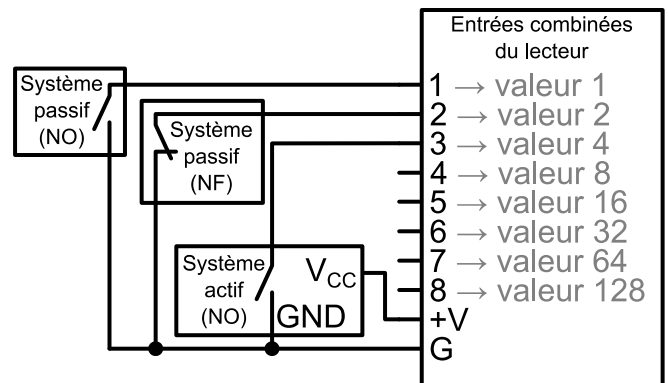 Entrées combinées
du lecteur
Système
passif
(NO)
Système
passif
(NF)
Système
actif
(NO)
VCC
GND
1 → valeur 1
2 → valeur 2
3 → valeur 4
4 → valeur 8
5 → valeur 16
6 → valeur 32
7 → valeur 64
8 → valeur 128
+V
G